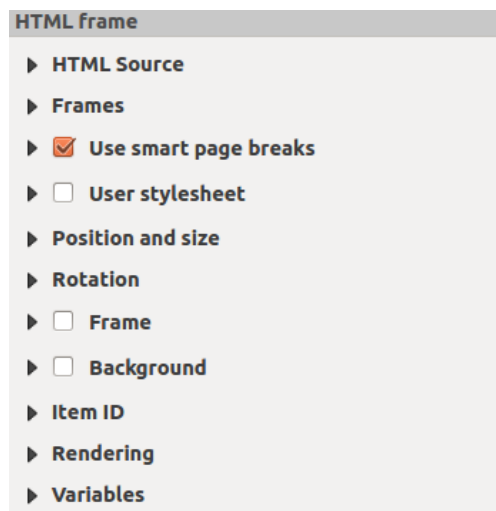 HTML frame
HTML Source
Frames
Use smart page breaks
User stylesheet
Position and size
Rotation
Frame
Background
Item ID
Rendering
Variables